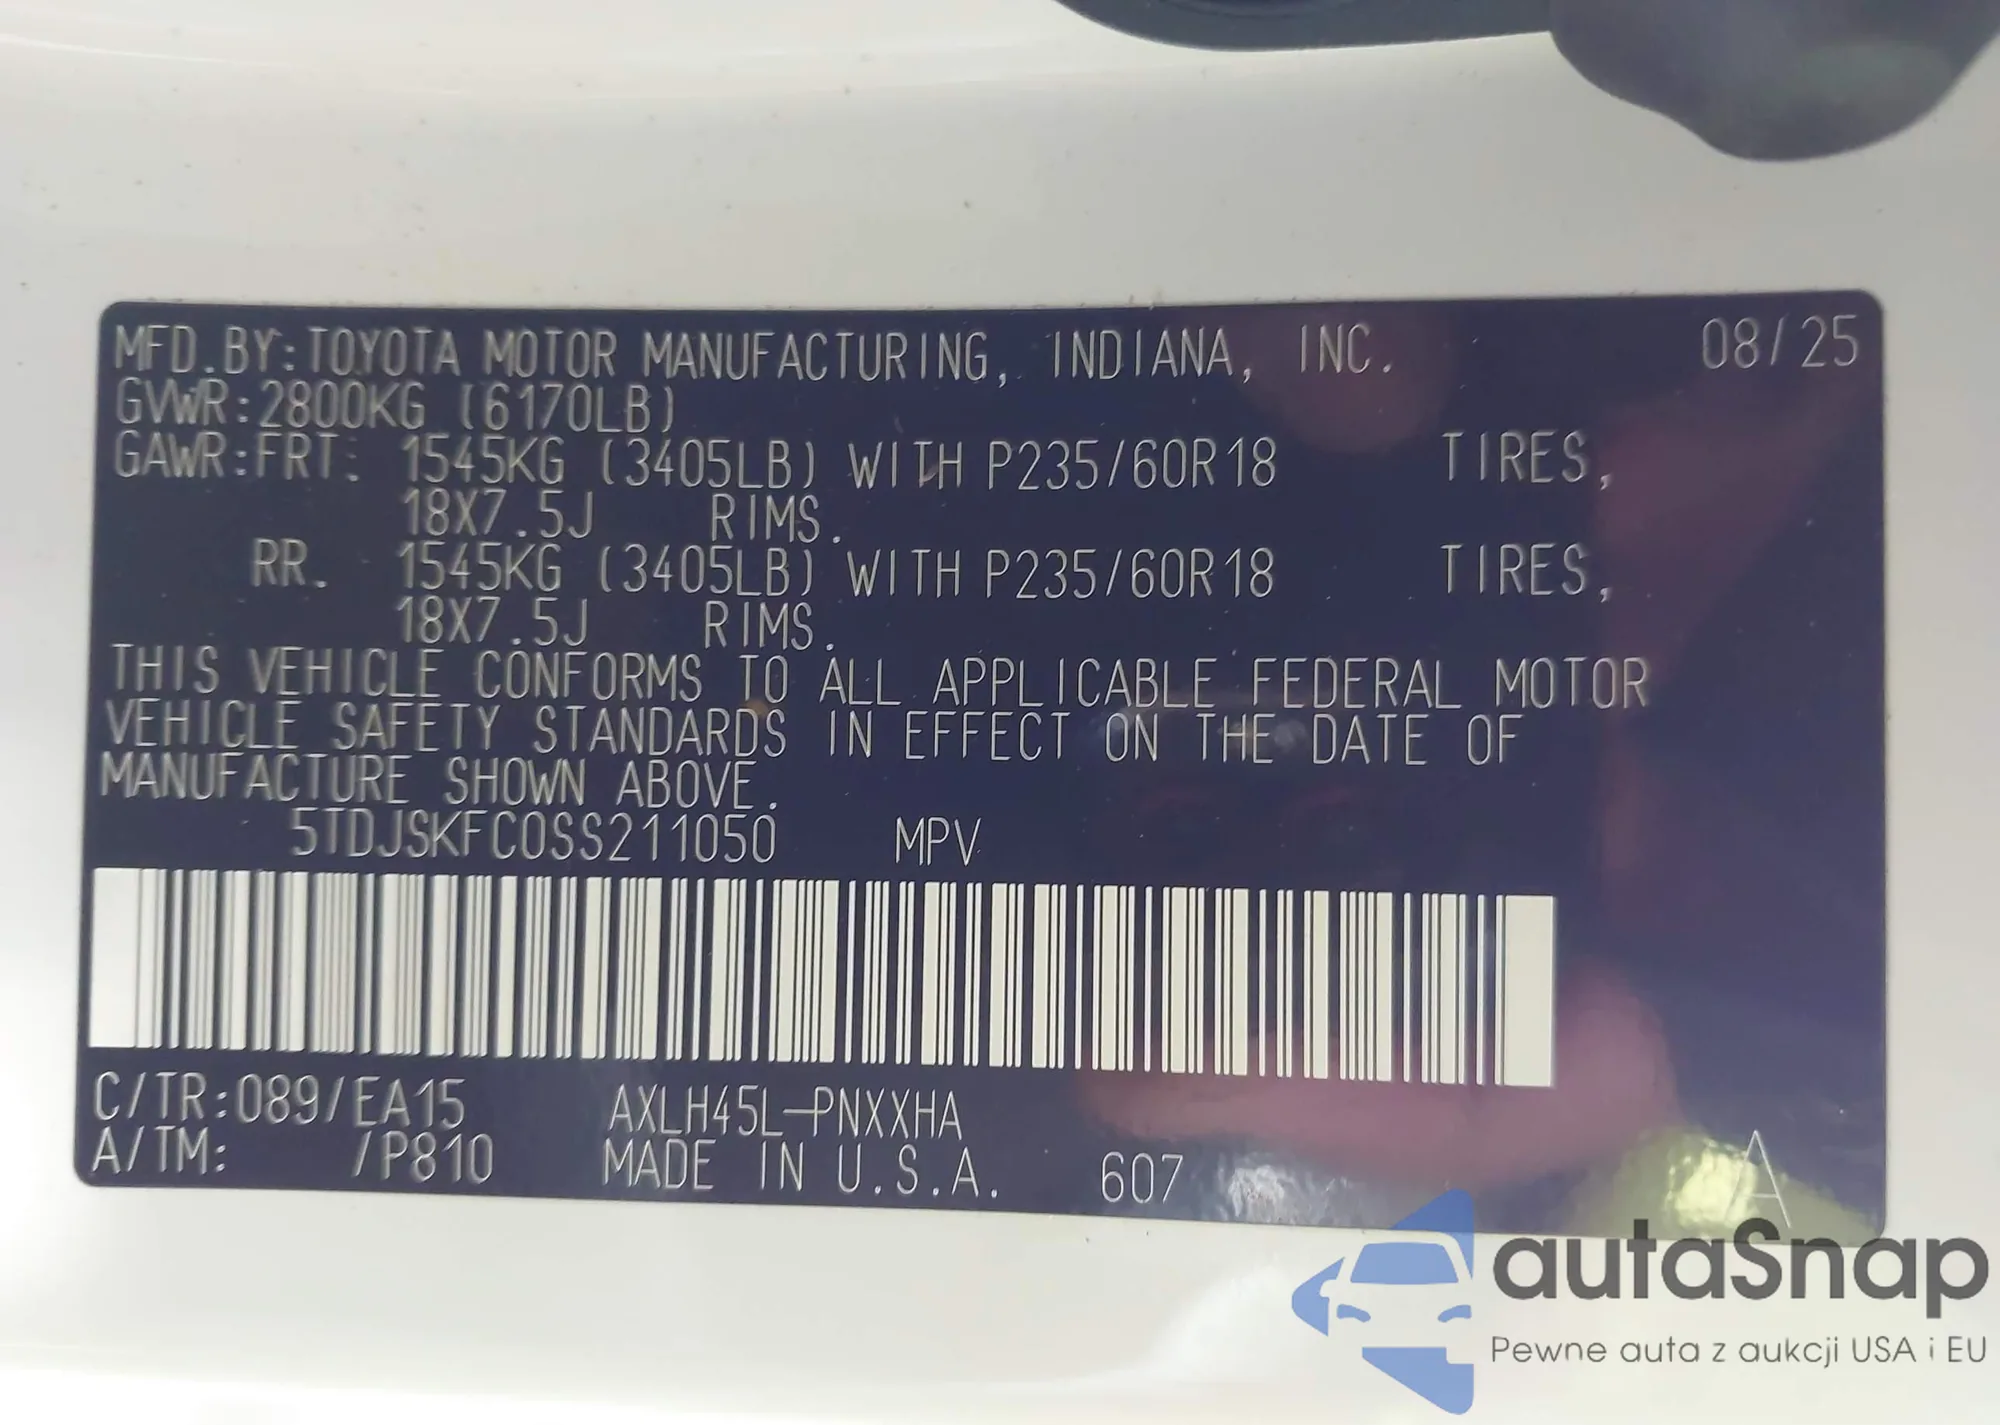 MFD.BY:TOYOTA MOTOR MANUFACTURING, INDIANA, INC. 08/25
GVWR:2800KG (6170LB)
GAWR:FRT: 1545KG (3405LB) WITH P235/60R18 TIRES,
18X7.5J RIMS.
RR. 1545KG (3405LB) WITH P235/60R18 TIRES,
18X7.5J RIMS.
THIS VEHICLE CONFORMS TO ALL APPLICABLE FEDERAL MOTOR
VEHICLE SAFETY STANDARDS IN EFFECT ON THE DATE OF
MANUFACTURE SHOWN ABOVE.
5TDJSKFC0SS211050 MPV
C/TR:089/EA15 AXLH45L-PNXXHA
A/TM: /P810 MADE IN U.S.A. 607 A
autaSnap
Pewne auta z aukcji USA i EU